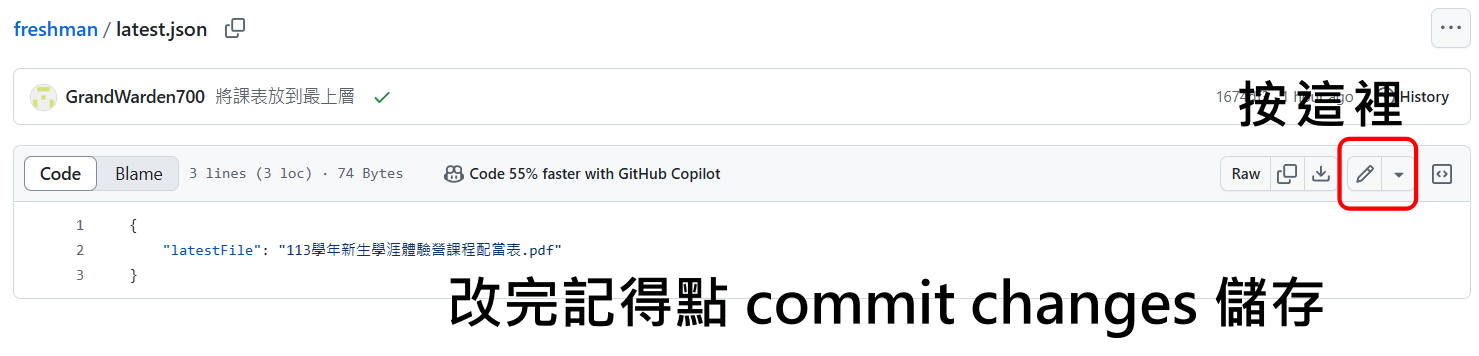 freshman / latest.json
GrandWarden700 將課表放到最上層
1 hour ago
History
按這裡
Code Blame 3 lines (3 loc) · 74 Bytes Code 55% faster with GitHub Copilot Raw
1 {
2 "latestFile": "113學年新生學涯體驗營課程配當表.pdf"
3 }
改完記得點 commit changes 儲存